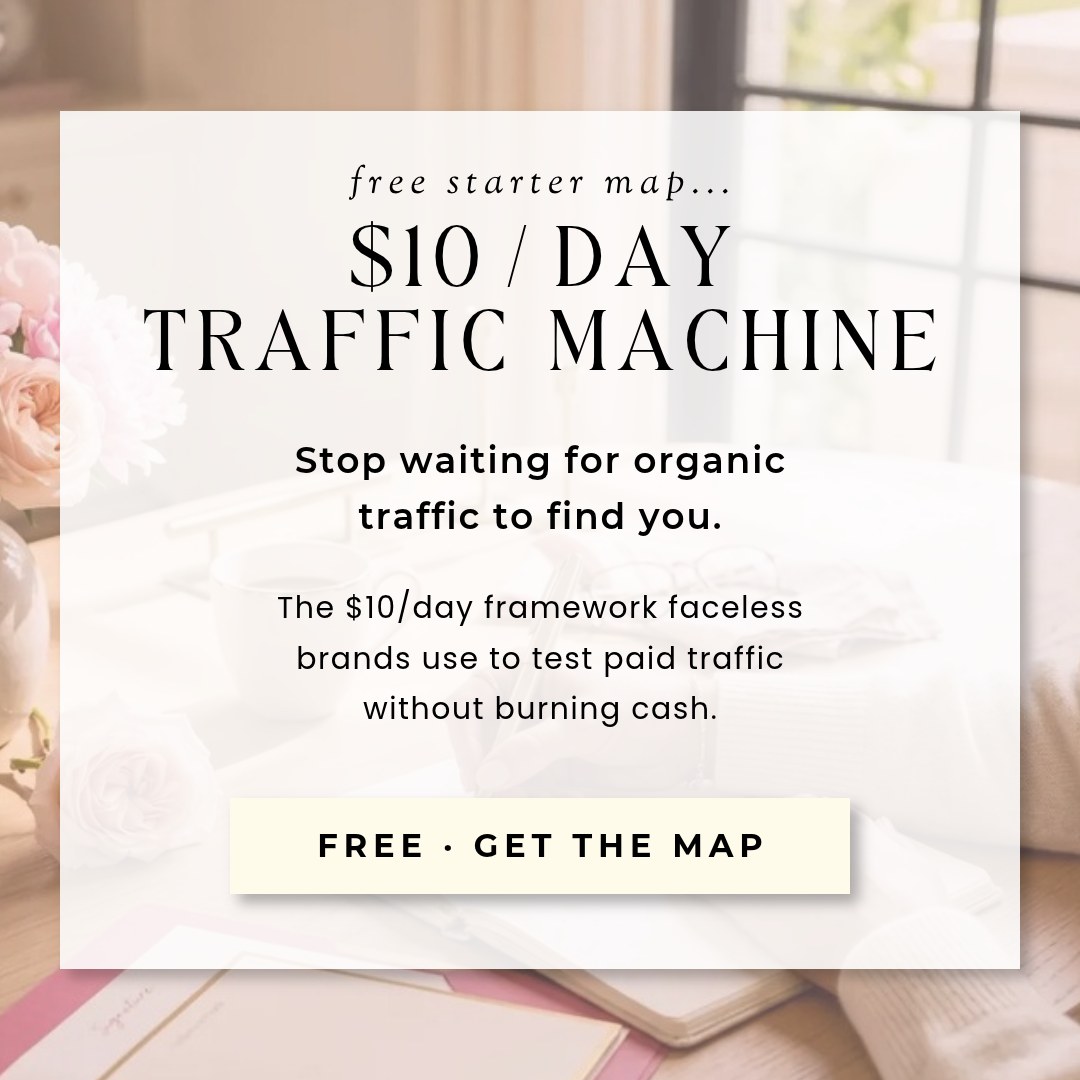 free starter map...
$10 / DAY
TRAFFIC MACHINE
Stop waiting for organic
traffic to find you.
The $10/day framework faceless
brands use to test paid traffic
without burning cash.
FREE · GET THE MAP
Signature